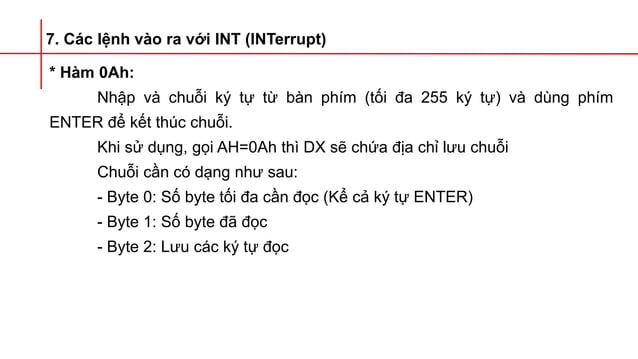 7. Các lệnh vào ra với INT (INTerrupt)
* Hàm 0Ah:
Nhập và chuỗi ký tự từ bàn phím (tối đa 255 ký tự) và dùng phím
ENTER để kết thúc chuỗi.
Khi sử dụng, gọi AH=0Ah thì DX sẽ chứa địa chỉ lưu chuỗi
Chuỗi cần có dạng như sau:
- Byte 0: Số byte tối đa cần đọc (Kể cả ký tự ENTER)
- Byte 1: Số byte đã đọc
- Byte 2: Lưu các ký tự đọc